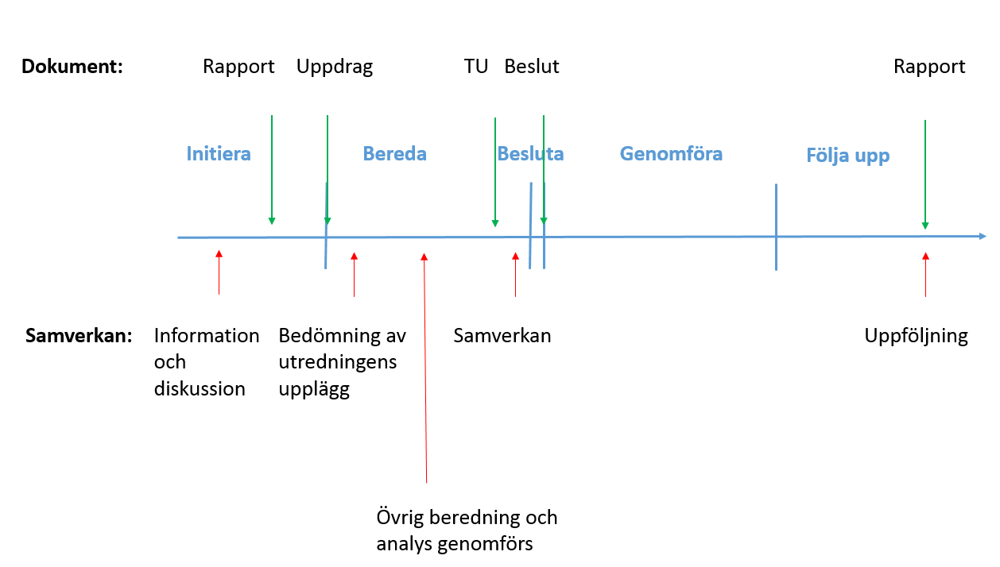 Dokument: Rapport Uppdrag TU Beslut Rapport
Initiera Bereda Besluta Genomföra Följa upp
Samverkan: Information Bedömning av Samverkan Uppföljning
och utredningens
diskussion upplägg
Övrig beredning och
analys genomförs